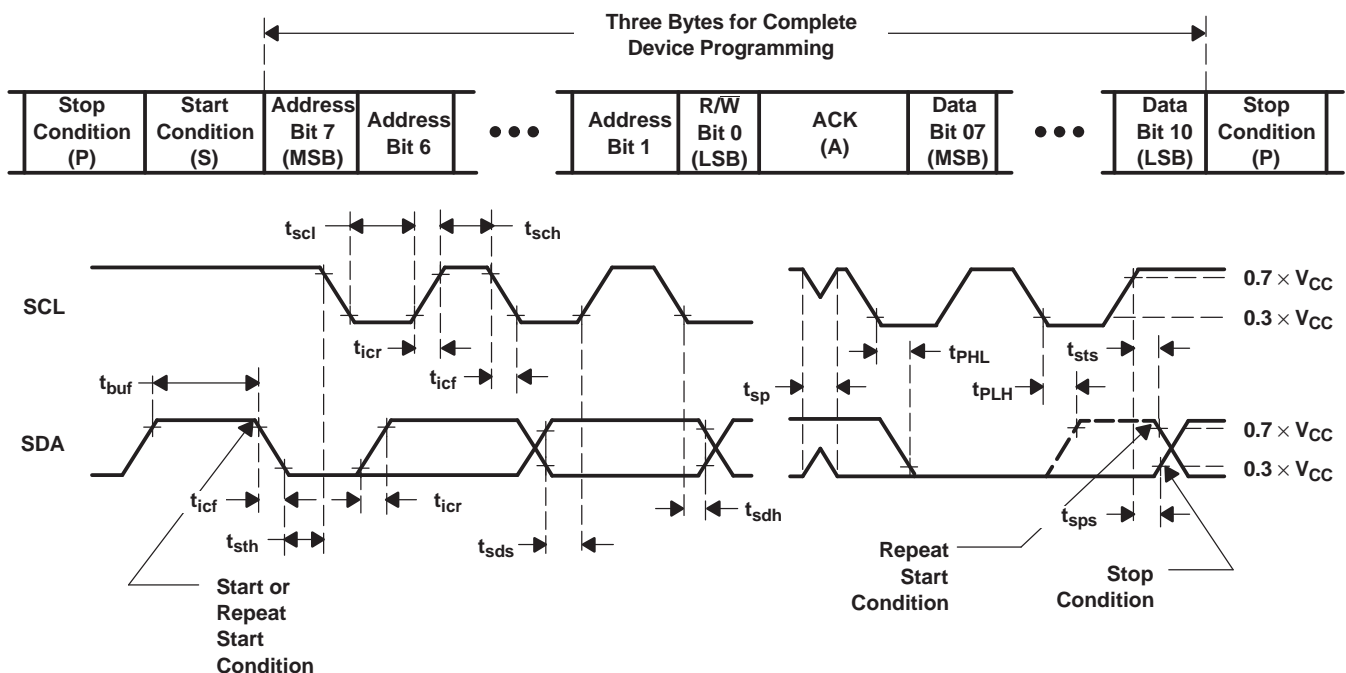 Three Bytes for Complete
Device Programming
Stop
Condition
(P)
Start
Condition
(S)
Address
Bit 7
(MSB)
Address
Bit 6
•••
Address
Bit 1
R/W̅
Bit 0
(LSB)
ACK
(A)
Data
Bit 07
(MSB)
•••
Data
Bit 10
(LSB)
Stop
Condition
(P)
tscl
tsch
SCL
0.7 × VCC
0.3 × VCC
ticr
ticf
tPHL
tsts
tbuf
tsp
tPLH
SDA
0.7 × VCC
0.3 × VCC
ticf
ticr
tsdh
tsth
tsds
tsps
Start or
Repeat
Start
Condition
Repeat
Start
Condition
Stop
Condition